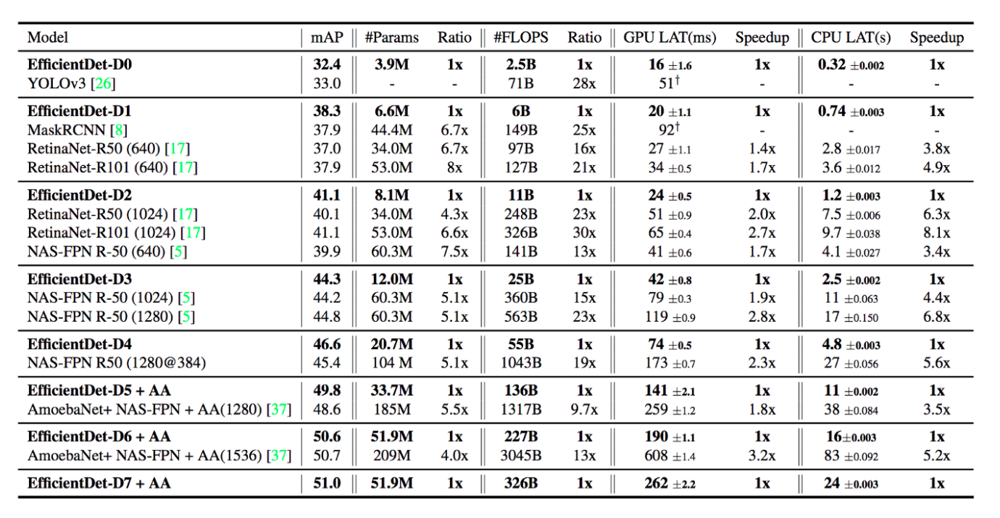 Model mAP #Params Ratio #FLOPS Ratio GPU LAT(ms) Speedup CPU LAT(s) Speedup
EfficientDet-D0 32.4 3.9M 1x 2.5B 1x 16 ±1.6 1x 0.32 ±0.002 1x
YOLOv3 [26] 33.0 - - 71B 28x 51† - - -
EfficientDet-D1 38.3 6.6M 1x 6B 1x 20 ±1.1 1x 0.74 ±0.003 1x
MaskRCNN [8] 37.9 44.4M 6.7x 149B 25x 92† - - -
RetinaNet-R50 (640) [17] 37.0 34.0M 6.7x 97B 16x 27 ±1.1 1.4x 2.8 ±0.017 3.8x
RetinaNet-R101 (640) [17] 37.9 53.0M 8x 127B 21x 34 ±0.5 1.7x 3.6 ±0.012 4.9x
EfficientDet-D2 41.1 8.1M 1x 11B 1x 24 ±0.5 1x 1.2 ±0.003 1x
RetinaNet-R50 (1024) [17] 40.1 34.0M 4.3x 248B 23x 51 ±0.9 2.0x 7.5 ±0.006 6.3x
RetinaNet-R101 (1024) [17] 41.1 53.0M 6.6x 326B 30x 65 ±0.4 2.7x 9.7 ±0.038 8.1x
NAS-FPN R-50 (640) [5] 39.9 60.3M 7.5x 141B 13x 41 ±0.6 1.7x 4.1 ±0.027 3.4x
EfficientDet-D3 44.3 12.0M 1x 25B 1x 42 ±0.8 1x 2.5 ±0.002 1x
NAS-FPN R-50 (1024) [5] 44.2 60.3M 5.1x 360B 15x 79 ±0.3 1.9x 11 ±0.063 4.4x
NAS-FPN R-50 (1280) [5] 44.8 60.3M 5.1x 563B 23x 119 ±0.9 2.8x 17 ±0.150 6.8x
EfficientDet-D4 46.6 20.7M 1x 55B 1x 74 ±0.5 1x 4.8 ±0.003 1x
NAS-FPN R50 (1280@384) 45.4 104 M 5.1x 1043B 19x 173 ±0.7 2.3x 27 ±0.056 5.6x
EfficientDet-D5 + AA 49.8 33.7M 1x 136B 1x 141 ±2.1 1x 11 ±0.002 1x
AmoebaNet+ NAS-FPN + AA(1280) [37] 48.6 185M 5.5x 1317B 9.7x 259 ±1.2 1.8x 38 ±0.084 3.5x
EfficientDet-D6 + AA 50.6 51.9M 1x 227B 1x 190 ±1.1 1x 16±0.003 1x
AmoebaNet+ NAS-FPN + AA(1536) [37] 50.7 209M 4.0x 3045B 13x 608 ±1.4 3.2x 83 ±0.092 5.2x
EfficientDet-D7 + AA 51.0 51.9M 1x 326B 1x 262 ±2.2 1x 24 ±0.003 1x